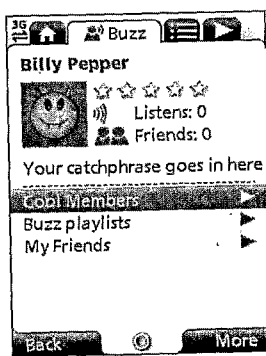 3G
Buzz
Billy Pepper
Listens: 0
Friends: 0
Your catchphrase goes in here
Cool Members
Buzz playlists
My Friends
Back
More